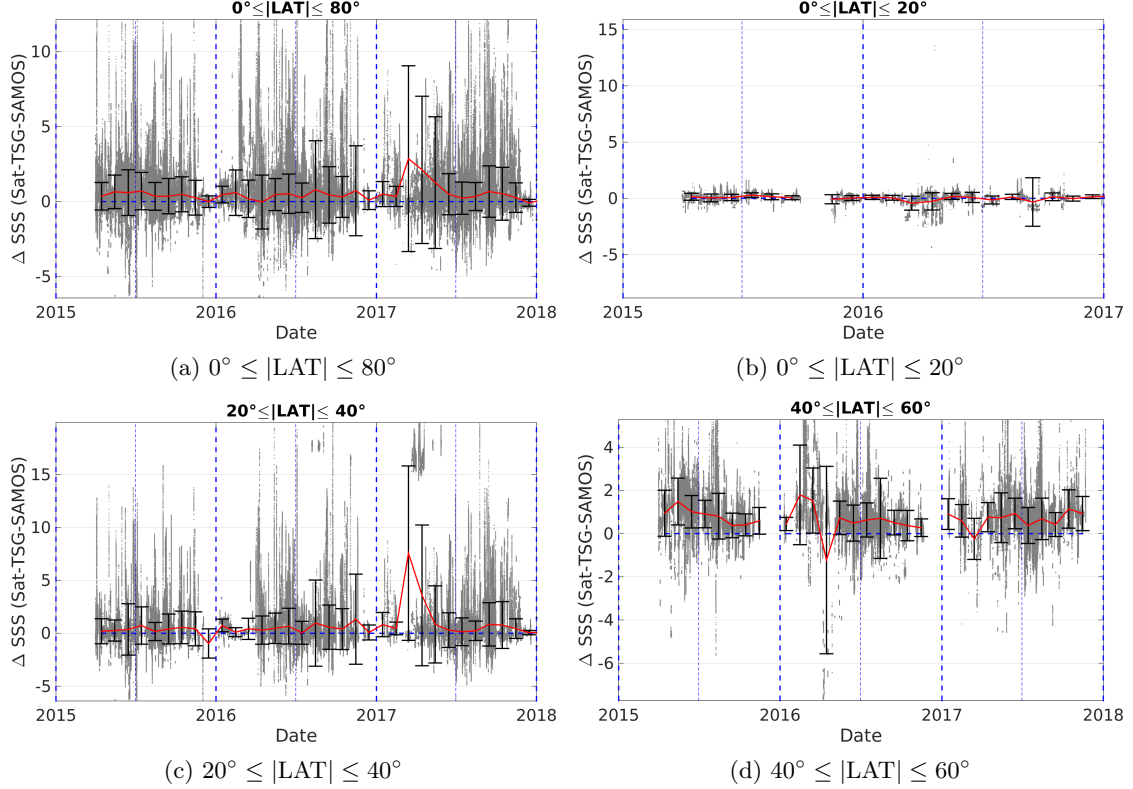 0°≤|LAT|≤ 80°
Δ SSS (Sat-TSG-SAMOS)
10
5
0
-5
2015 2016 2017 2018
Date
(a) 0° ≤ |LAT| ≤ 80°
0°≤|LAT|≤ 20°
Δ SSS (Sat-TSG-SAMOS)
15
10
5
0
-5
2015 2016 2017
Date
(b) 0° ≤ |LAT| ≤ 20°
20°≤|LAT|≤ 40°
Δ SSS (Sat-TSG-SAMOS)
15
10
5
0
-5
2015 2016 2017 2018
Date
(c) 20° ≤ |LAT| ≤ 40°
40°≤|LAT|≤ 60°
Δ SSS (Sat-TSG-SAMOS)
4
2
0
-2
-4
-6
2015 2016 2017 2018
Date
(d) 40° ≤ |LAT| ≤ 60°